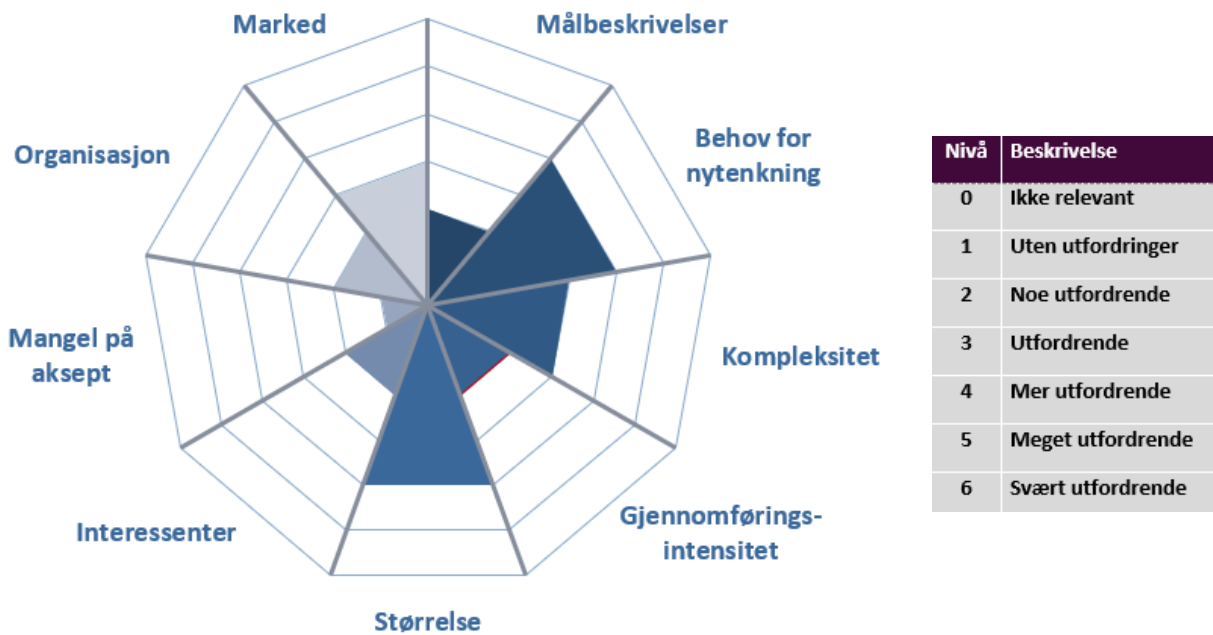 Marked
Målbeskrivelser
Organisasjon
Behov for
nytenkning
Mangel på
aksept
Kompleksitet
Interessenter
Gjennomførings-
intensitet
Størrelse
Nivå Beskrivelse
0 Ikke relevant
1 Uten utfordringer
2 Noe utfordrende
3 Utfordrende
4 Mer utfordrende
5 Meget utfordrende
6 Svært utfordrende